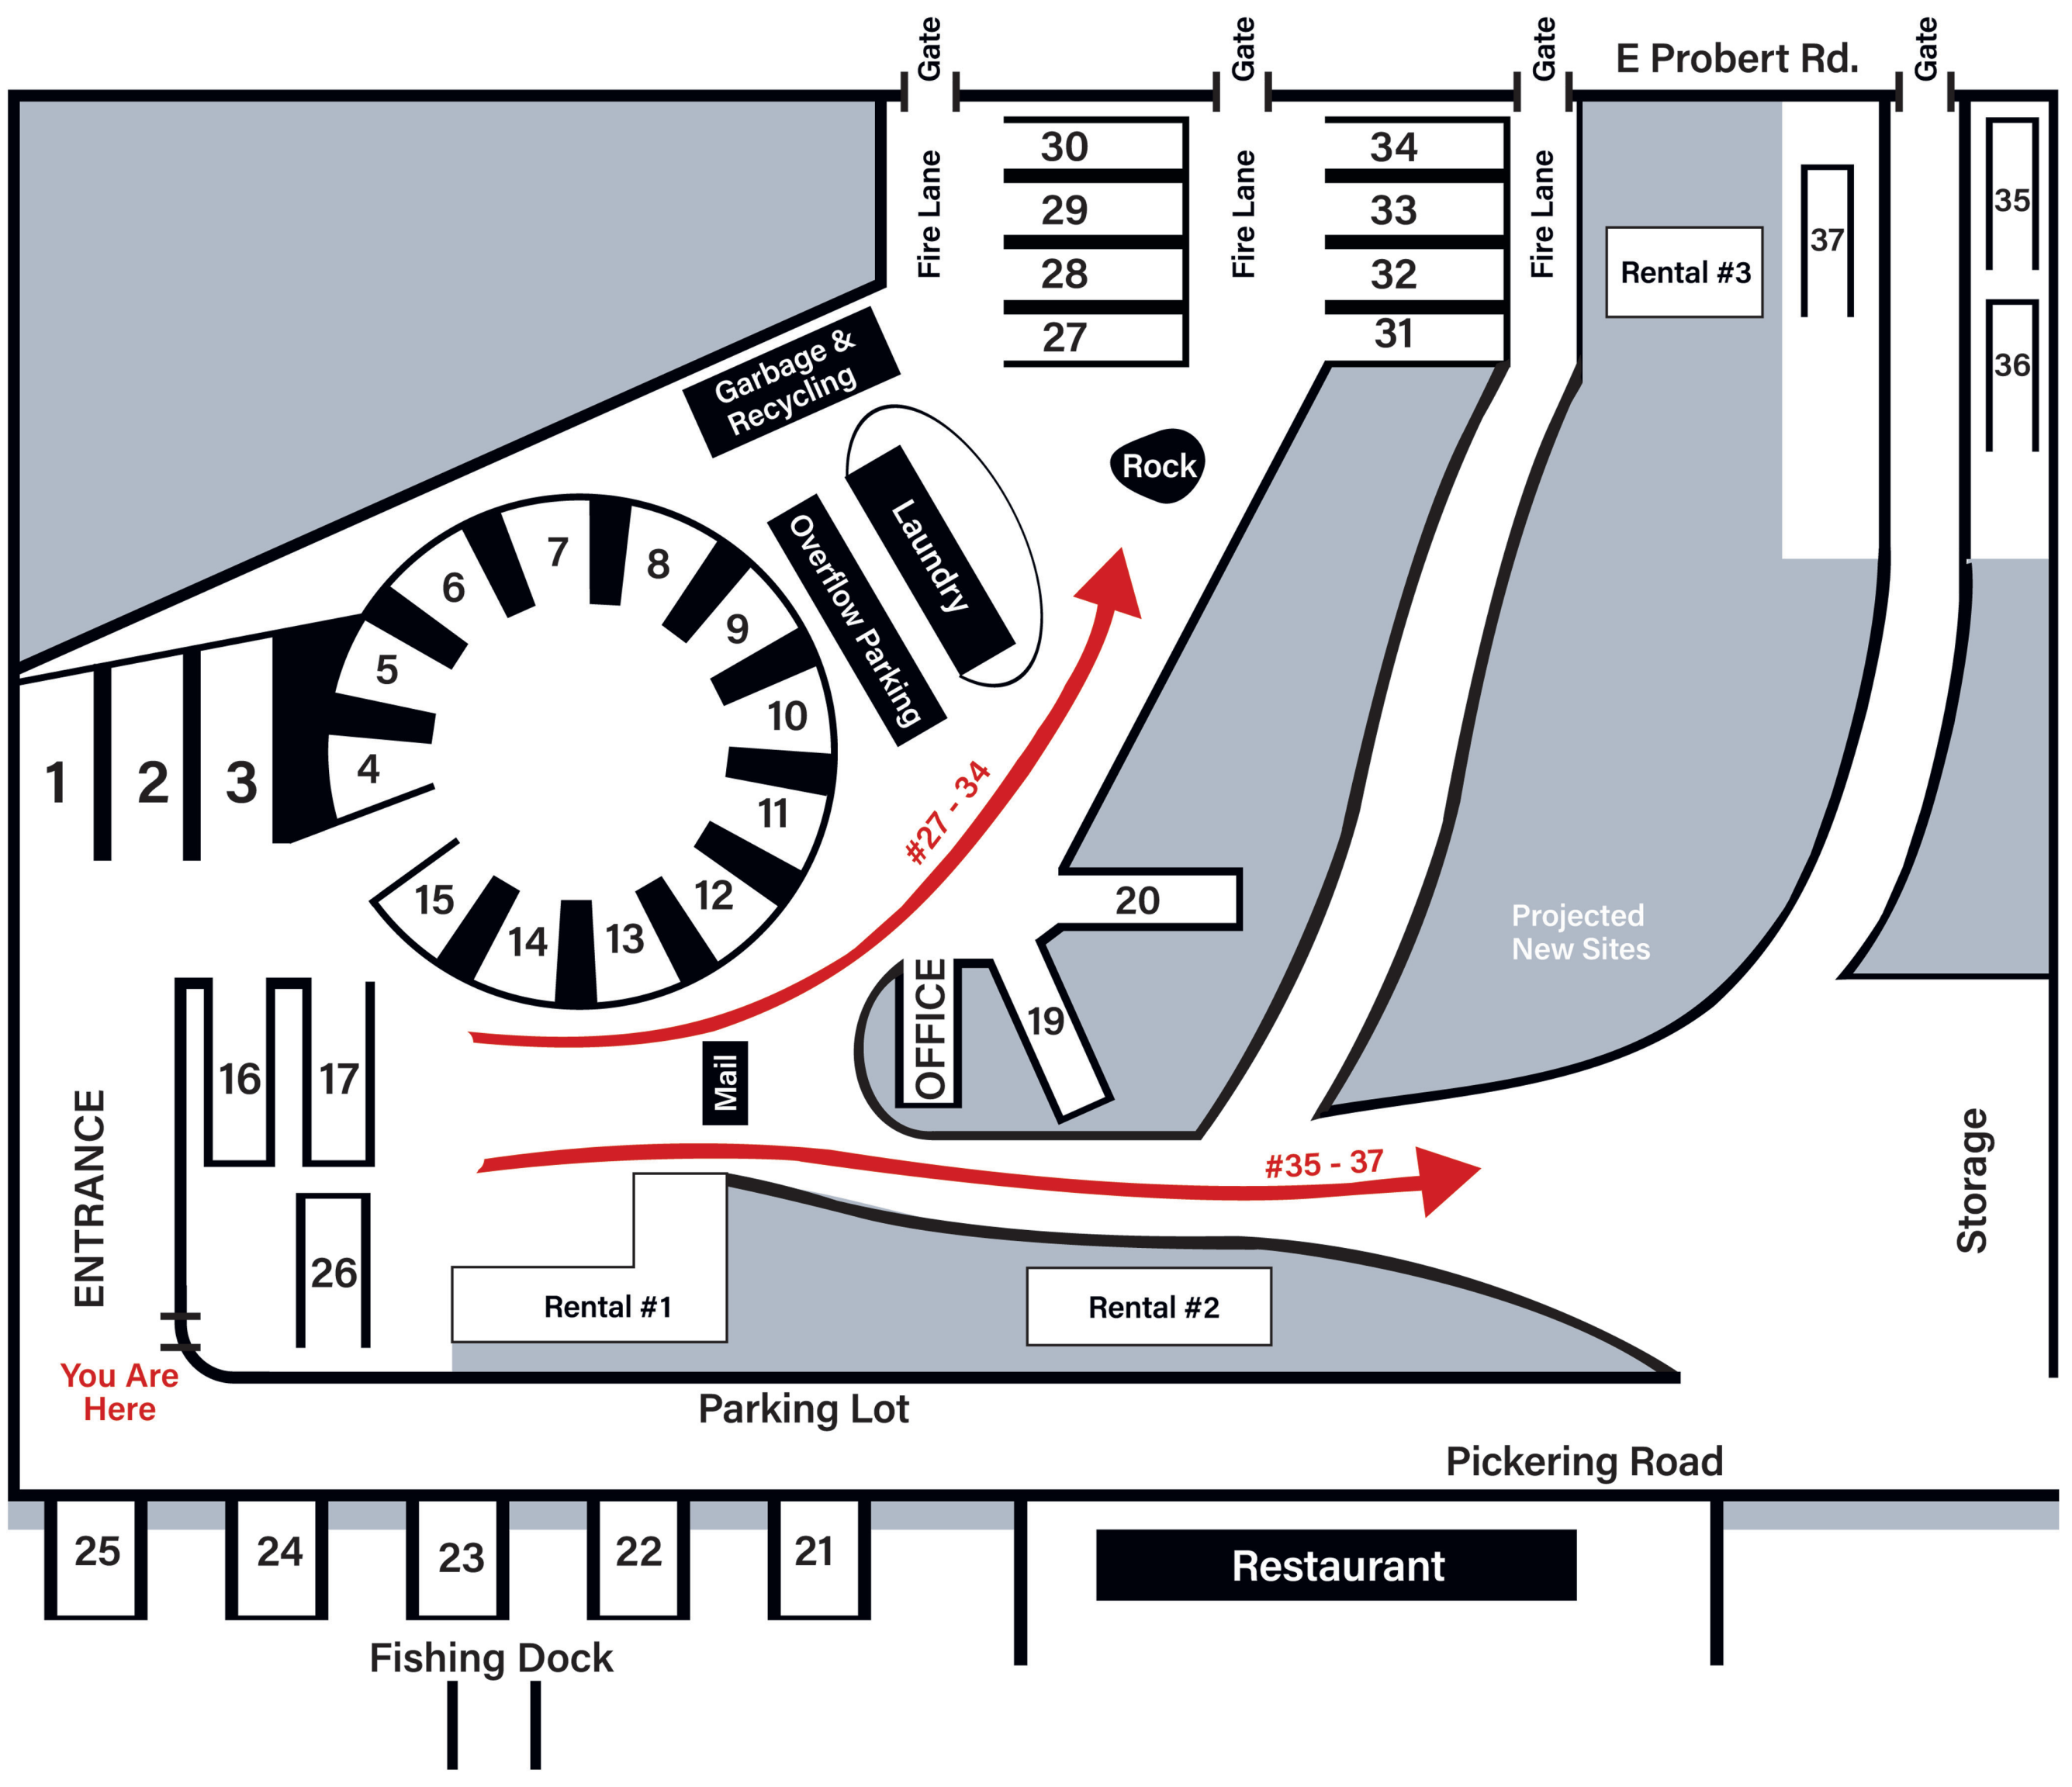 Gate
Gate
Gate
E Probert Rd.
Gate
Fire Lane
Fire Lane
Fire Lane
30
29
28
27
34
33
32
31
Rental #3
37
35
36
Garbage &
Recycling
Laundry
Overflow Parking
Rock
1
2
3
4
5
6
7
8
9
10
11
12
13
14
15
#27 - 34
20
19
OFFICE
Projected
New Sites
16
17
Mail
ENTRANCE
26
#35 - 37
Storage
Rental #1
Rental #2
You Are
Here
Parking Lot
Pickering Road
25
24
23
22
21
Restaurant
Fishing Dock